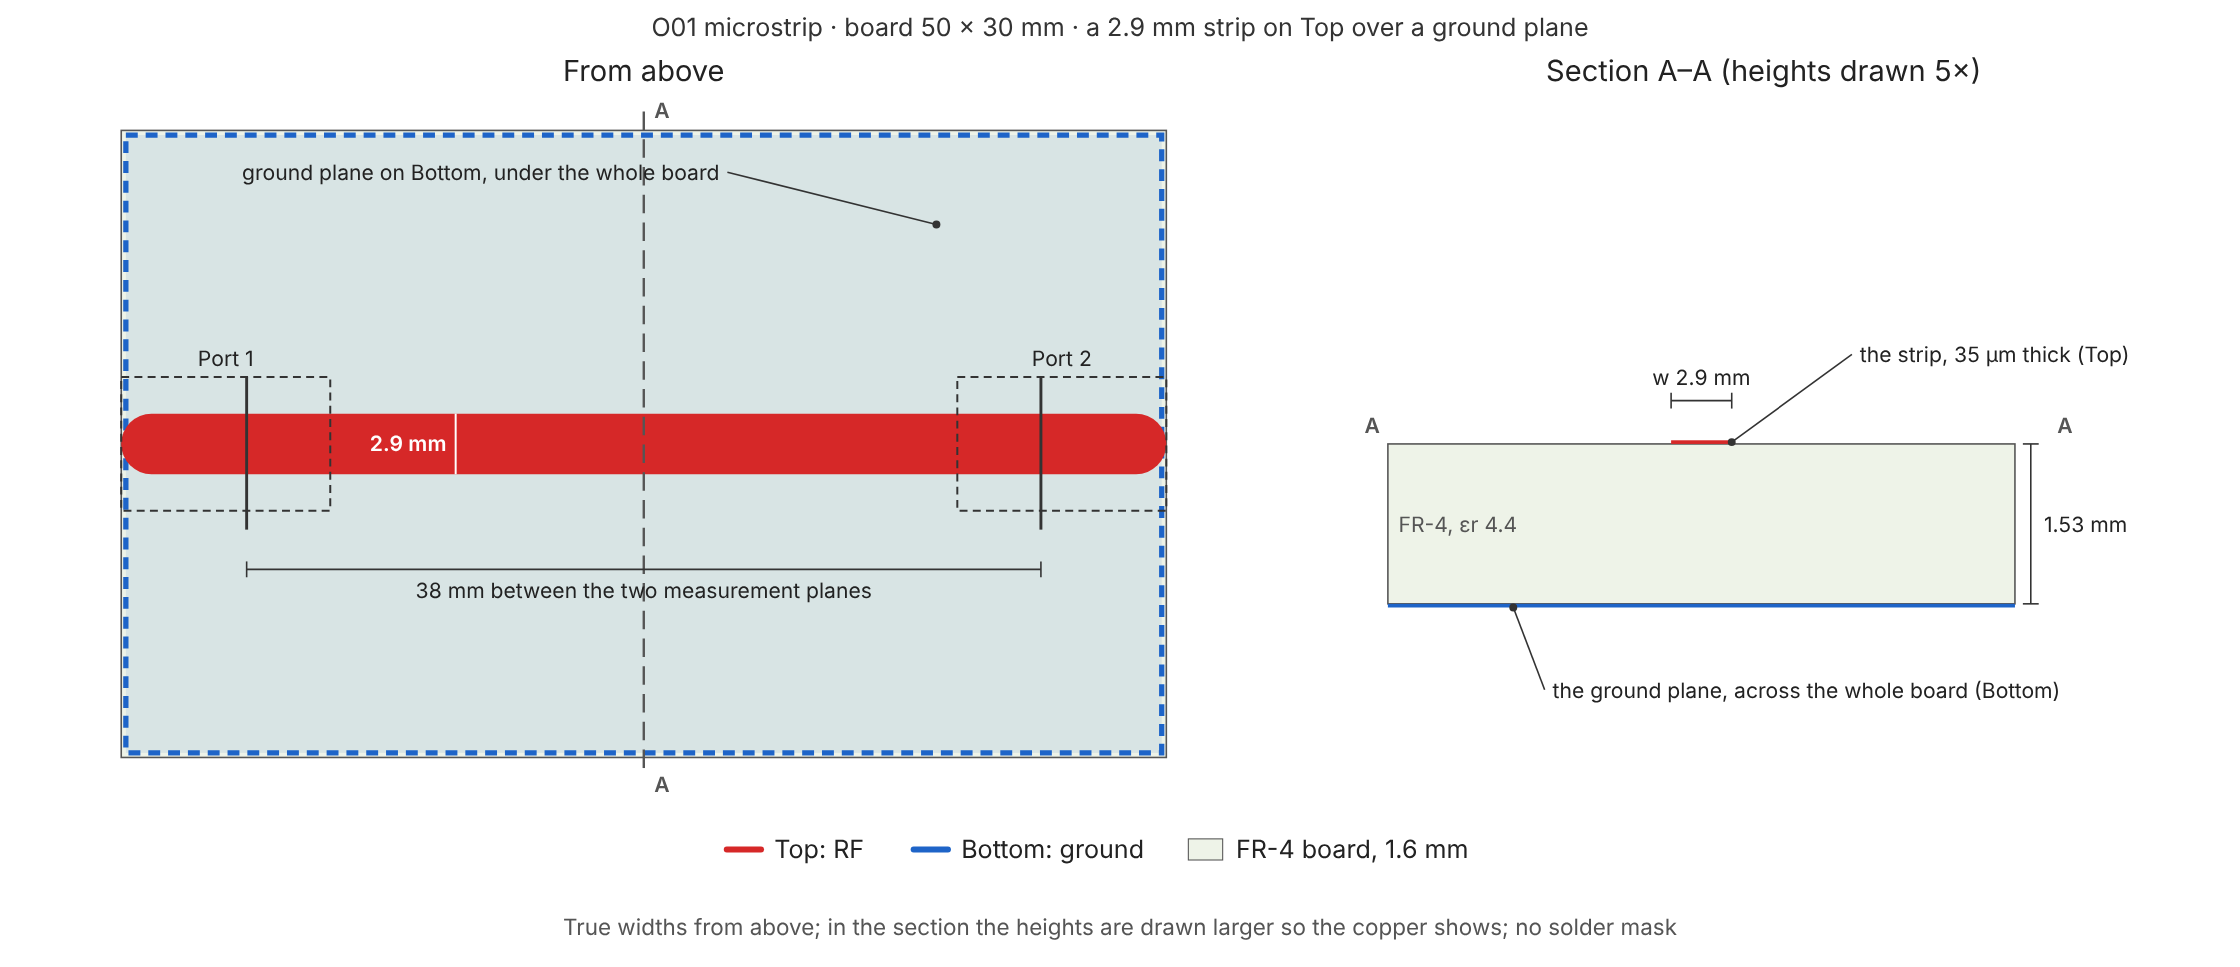 O01 microstrip · board 50 × 30 mm · a 2.9 mm strip on Top over a ground plane
From above
Section A–A (heights drawn 5×)
A
ground plane on Bottom, under the whole board
Port 1
Port 2
2.9 mm
38 mm between the two measurement planes
A
the strip, 35 µm thick (Top)
w 2.9 mm
A
A
FR-4, εr 4.4
1.53 mm
the ground plane, across the whole board (Bottom)
Top: RF
Bottom: ground
FR-4 board, 1.6 mm
True widths from above; in the section the heights are drawn larger so the copper shows; no solder mask